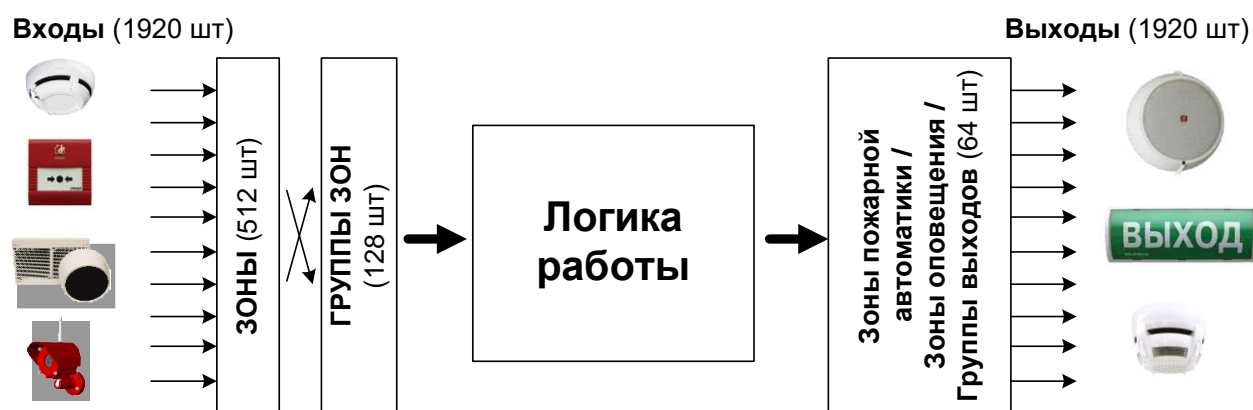 Входы (1920 шт)
Выходы (1920 шт)
ЗОНЫ (512 шт)
ГРУППЫ ЗОН
(128 шт)
Логика
работы
Зоны пожарной
автоматики /
Зоны оповещения /
Группы выходов (64 шт)
ВЫХОД